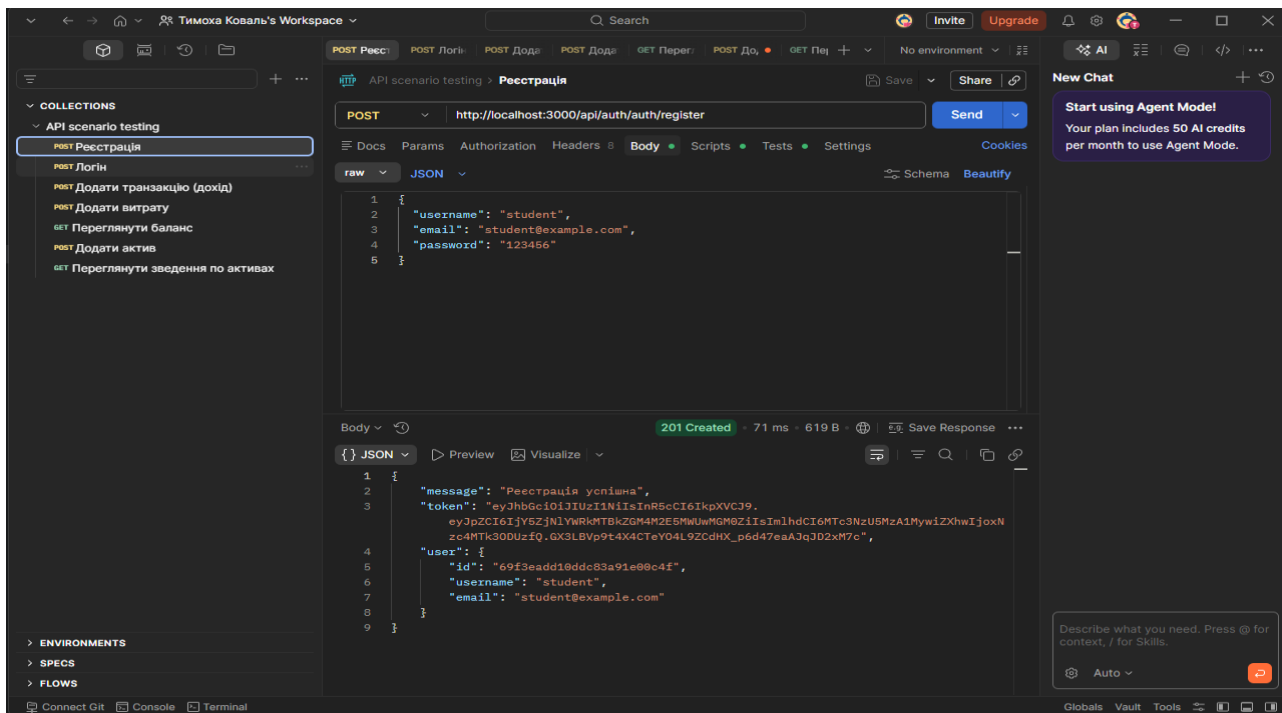 Тимоха Коваль's Workspace
Search
Invite
Upgrade
POST Реєст
POST Логін
POST Дода
POST Дода
GET Перег
POST До,
GET Пер
No environment
AI
COLLECTIONS
API scenario testing
POST Реєстрація
POST Логін
POST Додати транзакцію (дохід)
POST Додати витрату
GET Переглянути баланс
POST Додати актив
GET Переглянути зведення по активах
HTTP API scenario testing > Реєстрація
Save
Share
POST
http://localhost:3000/api/auth/auth/register
Send
Docs Params Authorization Headers 8 Body Scripts Tests Settings
Cookies
raw JSON
Schema Beautify
1 {
2 "username": "student",
3 "email": "student@example.com",
4 "password": "123456"
5 }
Body
201 Created 71 ms 619 B e.g. Save Response
{} JSON Preview Visualize
1 {
2 "message": "Реєстрація успішна",
3 "token": "eyJhbGciOiJIUzI1NiIsInR5cCI6IkpXVCJ9.
eyJpZCI6IjY5ZjNlYWRkMTBkZGM4M2E5MWUwMGM0ZiIsImlhdCI6MTc3NzU5MzA1MywiZXhwIjoxN
zc4MTk3ODUzfQ.GX3LBVp9t4X4CTeYO4L9ZCdHX_p6d47eaAJqJD2xM7c",
4 "user": {
5 "id": "69f3eadd10ddc83a91e00c4f",
6 "username": "student",
7 "email": "student@example.com"
8 }
9 }
New Chat
Start using Agent Mode!
Your plan includes 50 AI credits
per month to use Agent Mode.
Describe what you need. Press @ for
context, / for Skills.
Auto
ENVIRONMENTS
SPECS
FLOWS
Connect Git Console Terminal
Globals Vault Tools